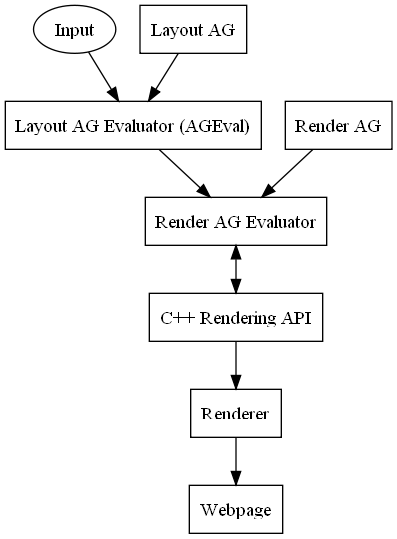 Input
Layout AG
Layout AG Evaluator (AGEval)
Render AG
Render AG Evaluator
C++ Rendering API
Renderer
Webpage